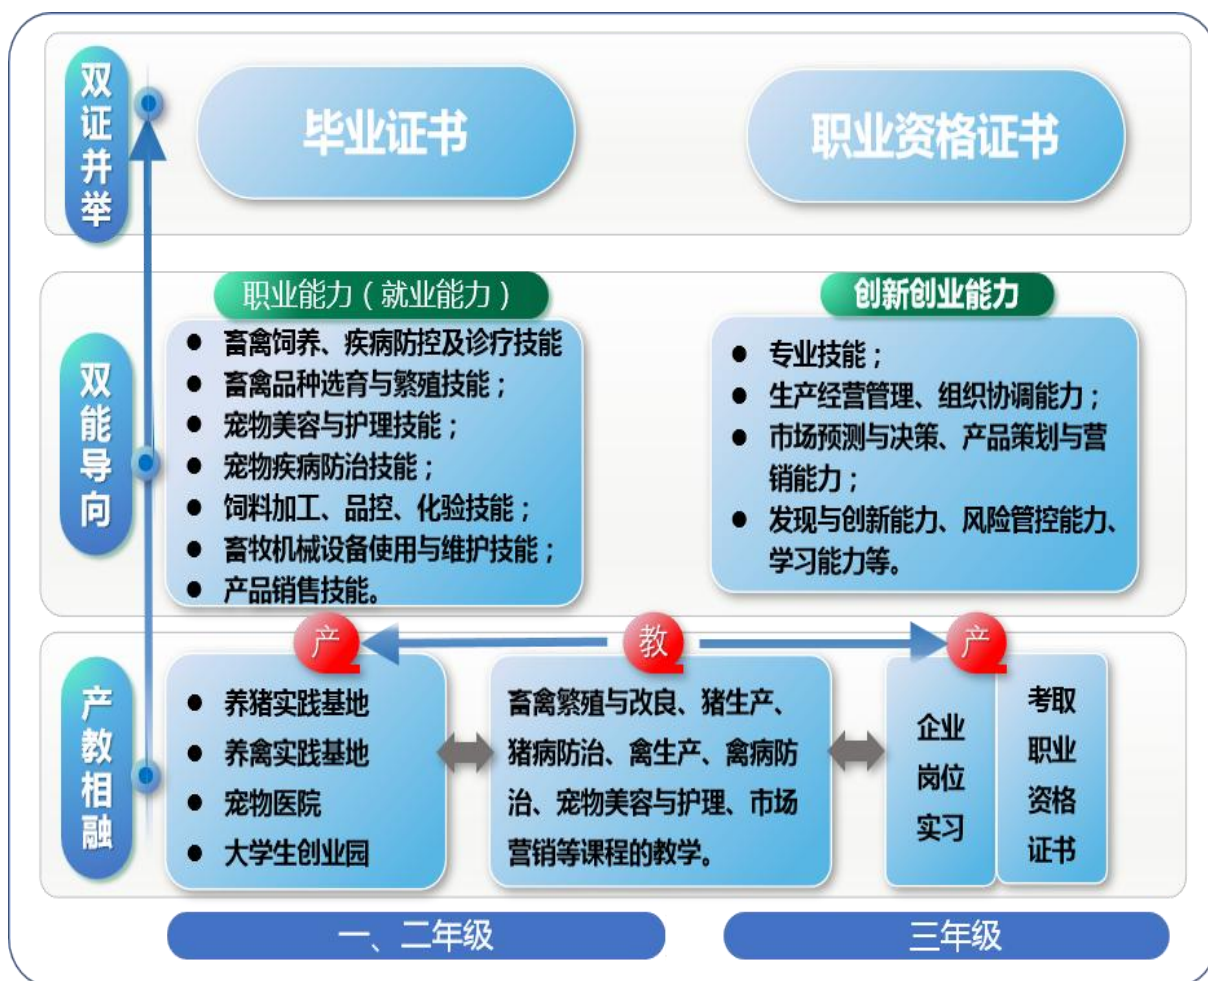 双证并举
毕业证书
职业资格证书
双能导向
职业能力（就业能力）
● 畜禽饲养、疾病防控及诊疗技能
● 畜禽品种选育与繁殖技能；
● 宠物美容与护理技能；
● 宠物疾病防治技能；
● 饲料加工、品控、化验技能；
● 畜牧机械设备使用与维护技能；
● 产品销售技能。
创新创业能力
● 专业技能；
● 生产经营管理、组织协调能力；
● 市场预测与决策、产品策划与营
销能力；
● 发现与创新能力、风险管控能力、
学习能力等。
产教相融
产
● 养猪实践基地
● 养禽实践基地
● 宠物医院
● 大学生创业园
教
畜禽繁殖与改良、猪生产、
猪病防治、禽生产、禽病防
治、宠物美容与护理、市场
营销等课程的教学。
产
企业
岗位
实习
考取
职业
资格
证书
一、二年级
三年级